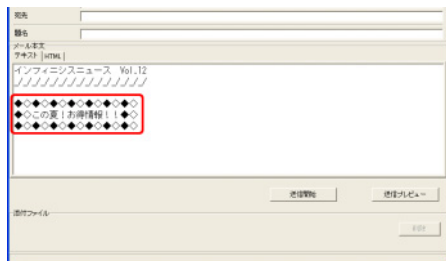 宛先
題名
メール本文
テキスト HTML
インフィニシスニュース Vol.12
_/_/_/_/_/_/_/_/_/_/_/_/_/_/_/
◆◇◆◇◆◇◆◇◆◇◆◇◆◇
◆◇この夏!お得情報!!◆◇
◆◇◆◇◆◇◆◇◆◇◆◇◆◇
送信開始 送信プレビュー
添付ファイル